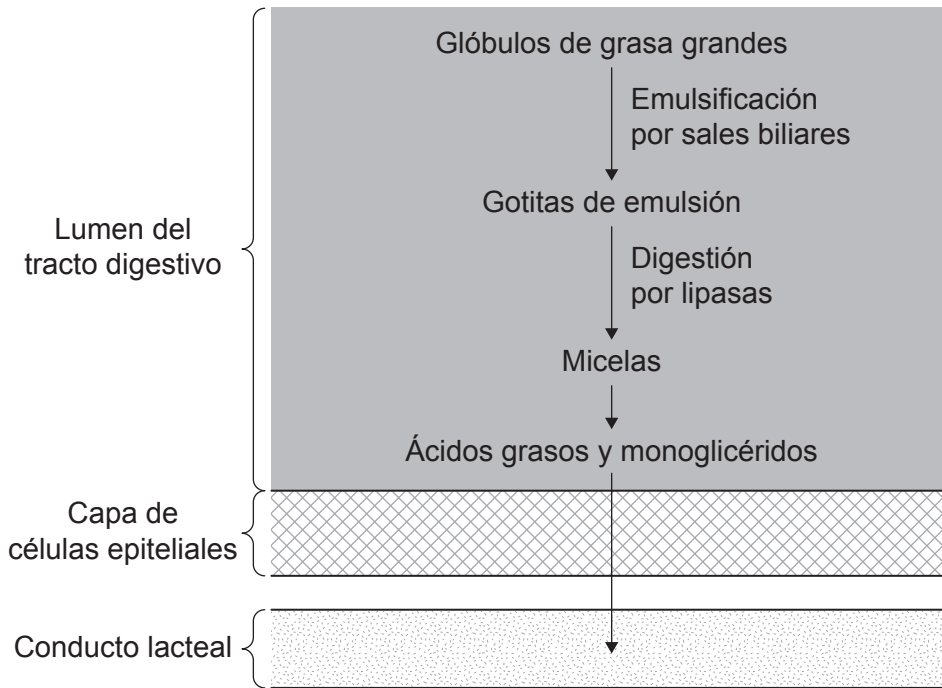 Glóbulos de grasa grandes
Emulsificación
por sales biliares
Gotitas de emulsión
Lumen del
tracto digestivo
Digestión
por lipasas
Micelas
Ácidos grasos y monoglicéridos
Capa de
células epiteliales
Conducto lacteal